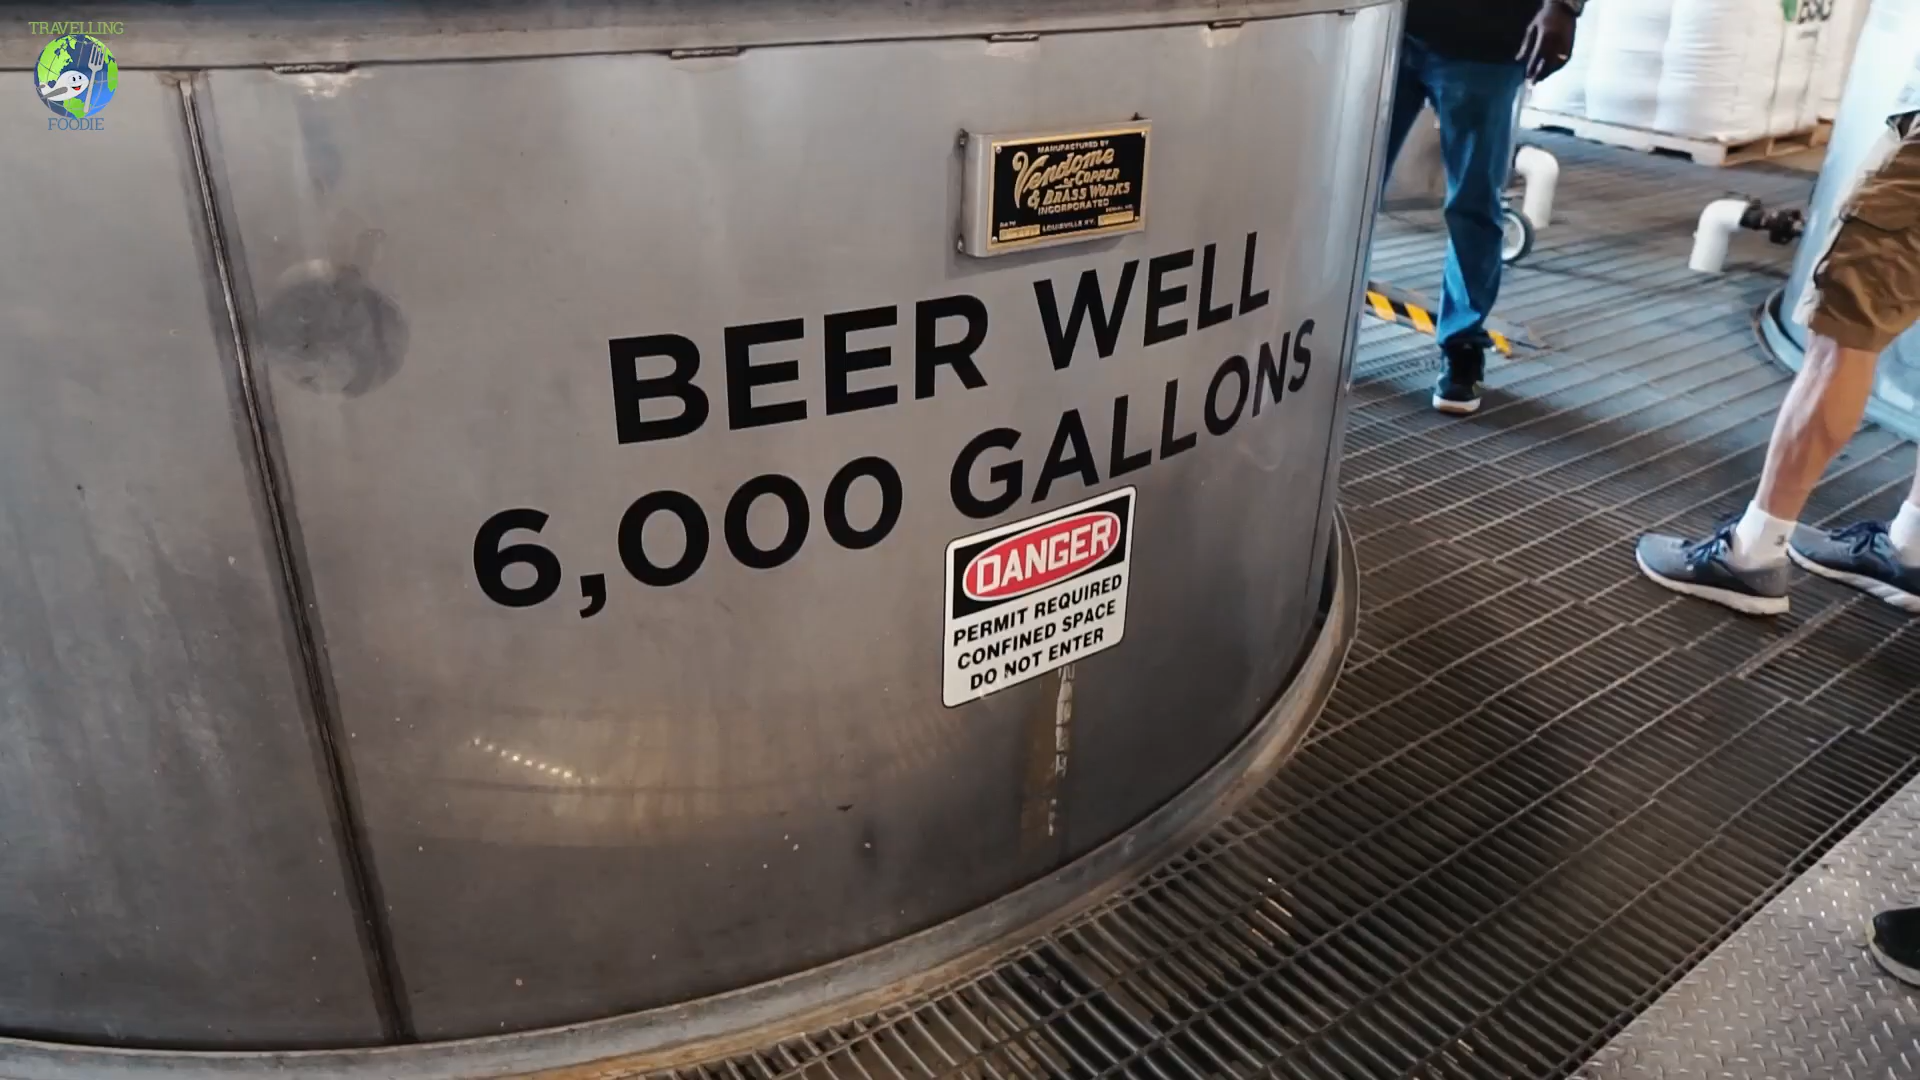 TRAVELLING
FOODIE
MANUFACTURED BY
Vendome
COPPER
& BRASS WORKS
INCORPORATED
LOUISVILLE KY.
BEER WELL
6,000 GALLONS
DANGER
PERMIT REQUIRED
CONFINED SPACE
DO NOT ENTER